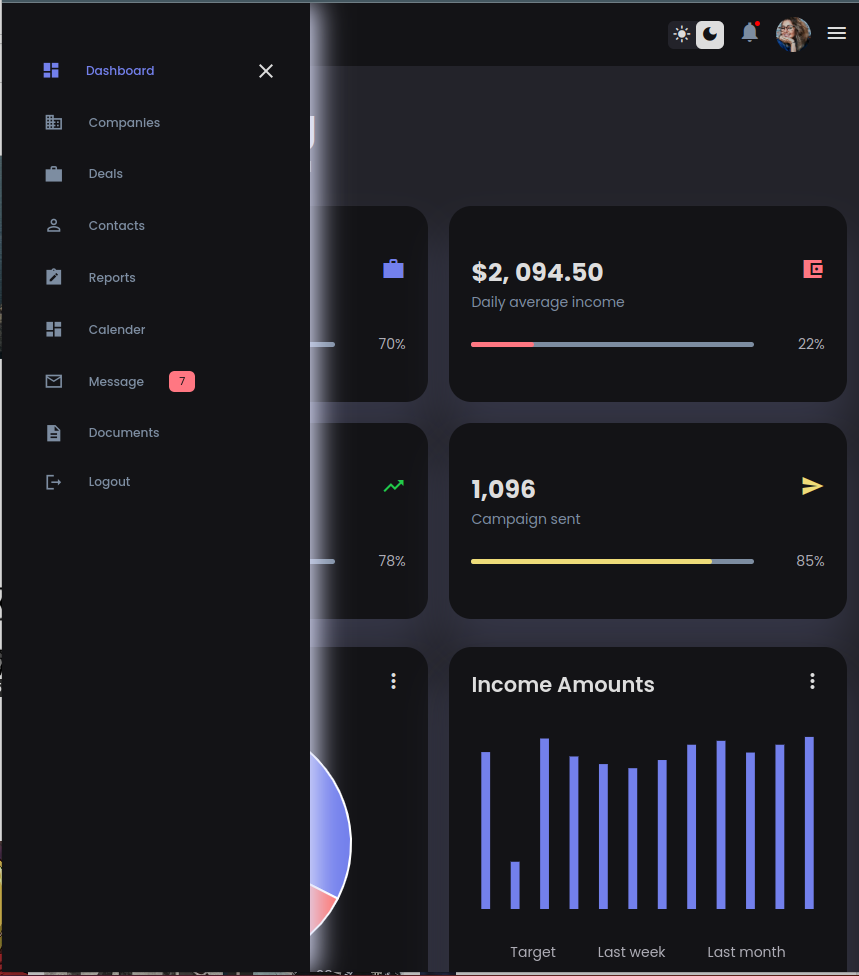 Dashboard
Companies
Deals
Contacts
Reports
Calender
Message 7
Documents
Logout
70%
$2, 094.50
Daily average income
22%
78%
1,096
Campaign sent
85%
Income Amounts
Target Last week Last month